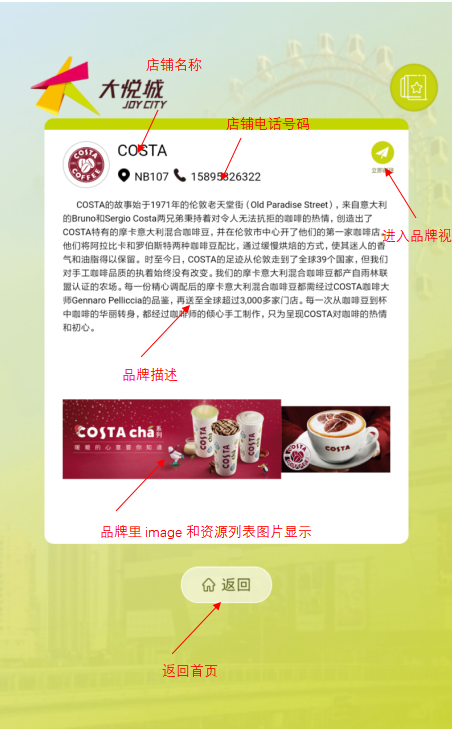 店铺名称
大悦城
JOY CITY
店铺电话号码
COSTA
COSTA
COFFEE
NB107 15895826322
进入品牌视
COSTA的故事始于1971年的伦敦老天堂街（Old Paradise Street），来自意大利
的Bruno和Sergio Costa两兄弟秉持着对令人无法抗拒的咖啡的热情，创造出了
COSTA特有的摩卡意大利混合咖啡豆，并在伦敦市中心开了他们的第一家咖啡店。
他们将阿拉比卡和罗伯斯特两种咖啡豆配比，通过缓慢烘焙的方式，使其迷人的香
气和油脂得以保留。时至今日，COSTA的足迹从伦敦走到了全球39个国家，但我们
对手工咖啡品质的执着始终没有改变。我们的摩卡意大利混合咖啡豆都产自雨林联
盟认证的农场。每一份精心调配后的摩卡意大利混合咖啡豆都需经过COSTA咖啡大
师Gennaro Pelliccia的品鉴，再送至全球超过3,000多家门店。每一次从咖啡豆到杯
中咖啡的华丽转身，都经过咖啡师的倾心手工制作，只为呈现COSTA对咖啡的热情
和初心。
品牌描述
COSTA chá 系列
暖暖的心意着你知道
COSTA
COSTA
COSTA
COSTA
品牌里 image 和资源列表图片显示
返回
返回首页